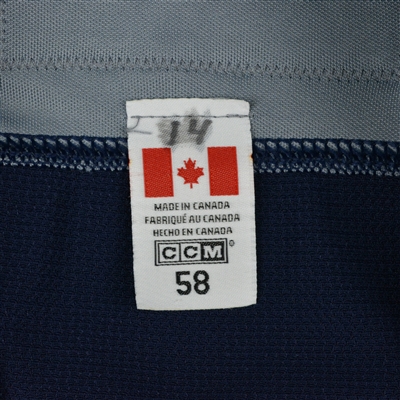 14
MADE IN CANADA
FABRIQUÉ AU CANADA
HECHO EN CANADA
CCM®
58